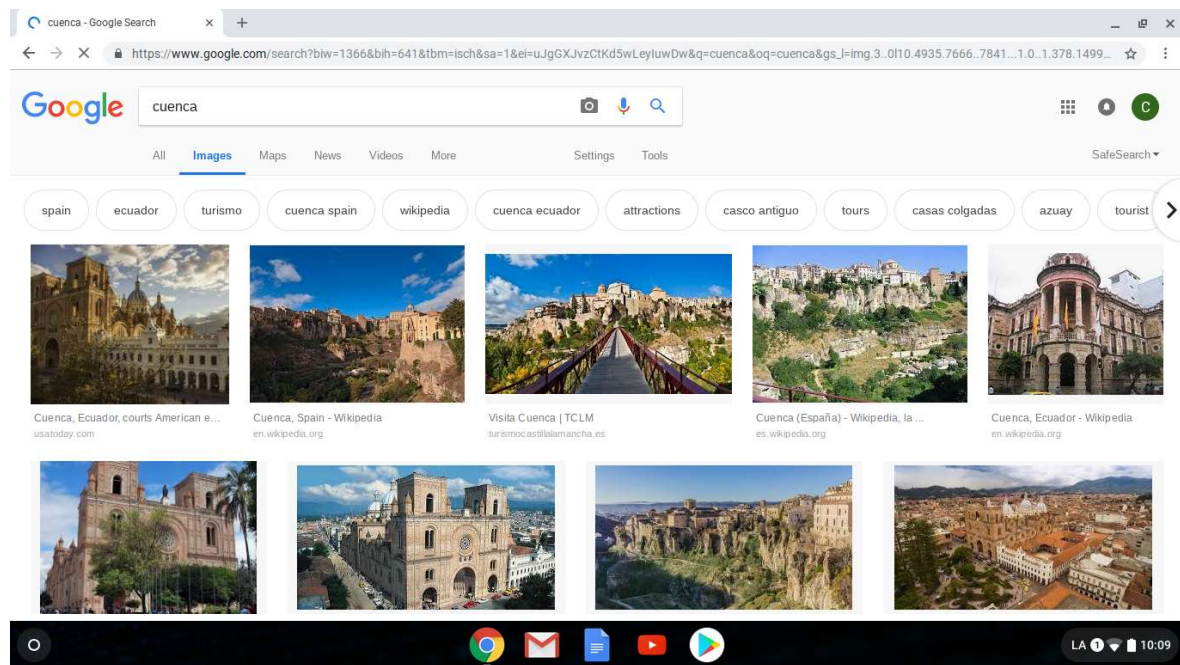 cuenca - Google Search
https://www.google.com/search?biw=1366&bih=641&tbm=isch&sa=1&ei=uJgGXJvzCtKd5wLeyIuwDw&q=cuenca&oq=cuenca&gs_l=img.3..0l10.4935.7666..7841...1.0..1.378.1499...
Google cuenca C
All Images Maps News Videos More Settings Tools SafeSearch
spain ecuador turismo cuenca spain wikipedia cuenca ecuador attractions casco antiguo tours casas colgadas azuay tourist
Cuenca, Ecuador, courts American e... Cuenca, Spain - Wikipedia Visita Cuenca | TCLM Cuenca (España) - Wikipedia, la ... Cuenca, Ecuador - Wikipedia
usatoday.com en.wikipedia.org turismocastillalamancha.es es.wikipedia.org en.wikipedia.org
LA 1 10:09